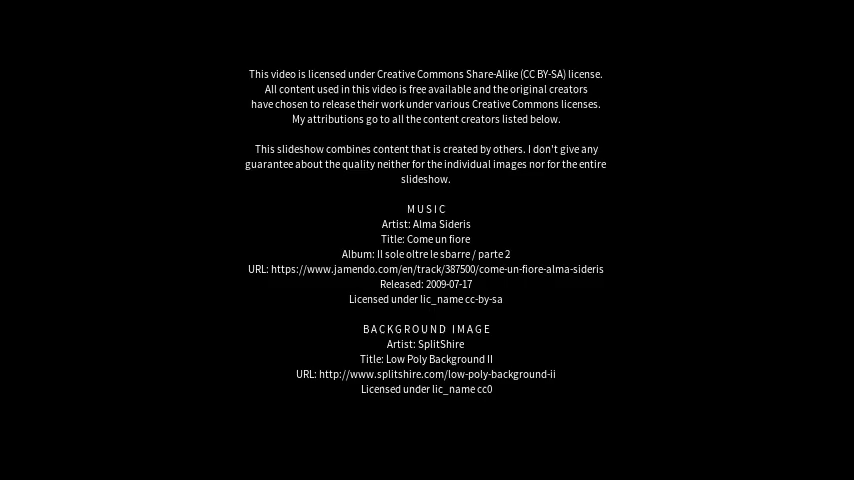 This video is licensed under Creative Commons Share-Alike (CC BY-SA) license.
All content used in this video is free available and the original creators
have chosen to release their work under various Creative Commons licenses.
My attributions go to all the content creators listed below.
This slideshow combines content that is created by others. I don't give any
guarantee about the quality neither for the individual images nor for the entire
slideshow.
MUSIC
Artist: Alma Sideris
Title: Come un fiore
Album: Il sole oltre le sbarre / parte 2
URL: https://www.jamendo.com/en/track/387500/come-un-fiore-alma-sideris
Released: 2009-07-17
Licensed under lic_name cc-by-sa
BACKGROUND IMAGE
Artist: SplitShire
Title: Low Poly Background II
URL: http://www.splitshire.com/low-poly-background-ii
Licensed under lic_name cc0